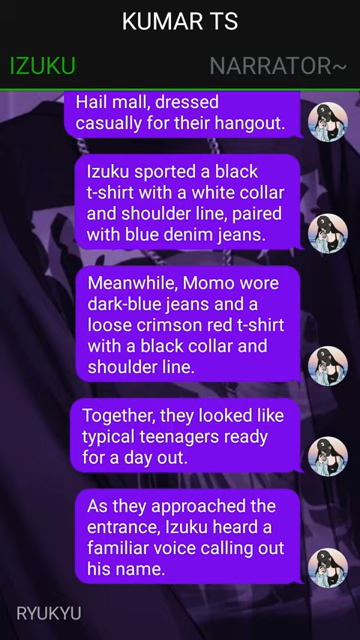 KUMAR TS
IZUKU
NARRATOR~
Hail mall, dressed
casually for their hangout.
Izuku sported a black
t-shirt with a white collar
and shoulder line, paired
with blue denim jeans.
Meanwhile, Momo wore
dark-blue jeans and a
loose crimson red t-shirt
with a black collar and
shoulder line.
Together, they looked like
typical teenagers ready
for a day out.
As they approached the
entrance, Izuku heard a
familiar voice calling out
his name.
RYUKYU